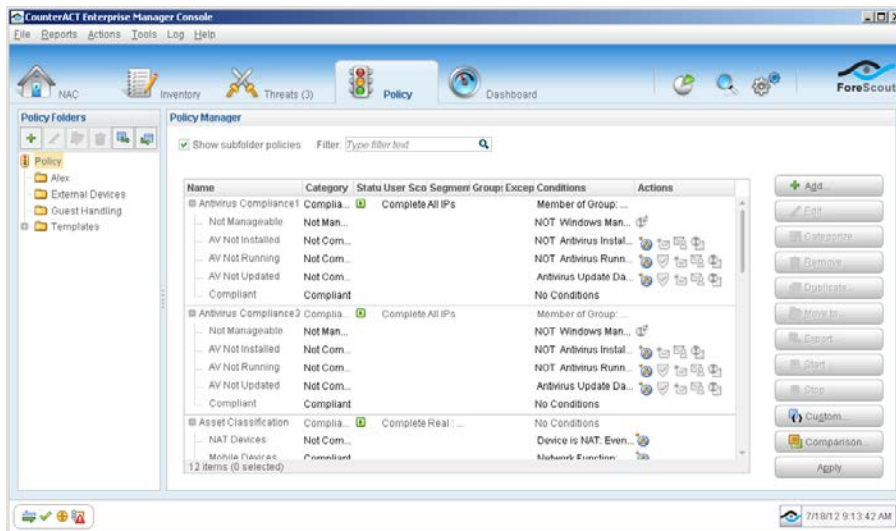 CounterACT Enterprise Manager Console
File Reports Actions Tools Log Help
NAC Inventory Threats (3) Policy Dashboard
ForeScout
Policy Folders
Policy
Alex
External Devices
Guest Handling
Templates
Policy Manager
Show subfolder policies Filter: Type filter text
Name Category Statu User Sco Segmen Group: Excep Conditions Actions
Antivirus Compliance1 Complia... Complete All IPs Member of Group: ...
Not Manageable Not Man... NOT Windows Man...
AV Not Installed Not Com... NOT Antivirus Instal...
AV Not Running Not Com... NOT Antivirus Runn...
AV Not Updated Not Com... Antivirus Update Da...
Compliant Compliant No Conditions
Antivirus Compliance3 Complia... Complete All IPs Member of Group: ...
Not Manageable Not Man... NOT Windows Man...
AV Not Installed Not Com... NOT Antivirus Instal...
AV Not Running Not Com... NOT Antivirus Runn...
AV Not Updated Not Com... Antivirus Update Da...
Compliant Compliant No Conditions
Asset Classification Complia... Complete Real : ... No Conditions
NAT Devices Not Com... Device is NAT: Even...
Mobile Devices Compliant Network Function:
12 items (0 selected)
Add...
Edit
Categorize
Remove
Duplicate...
Move to
Export...
Start
Stop
Custom...
Comparison...
Apply
7/18/12 9:13:42 AM